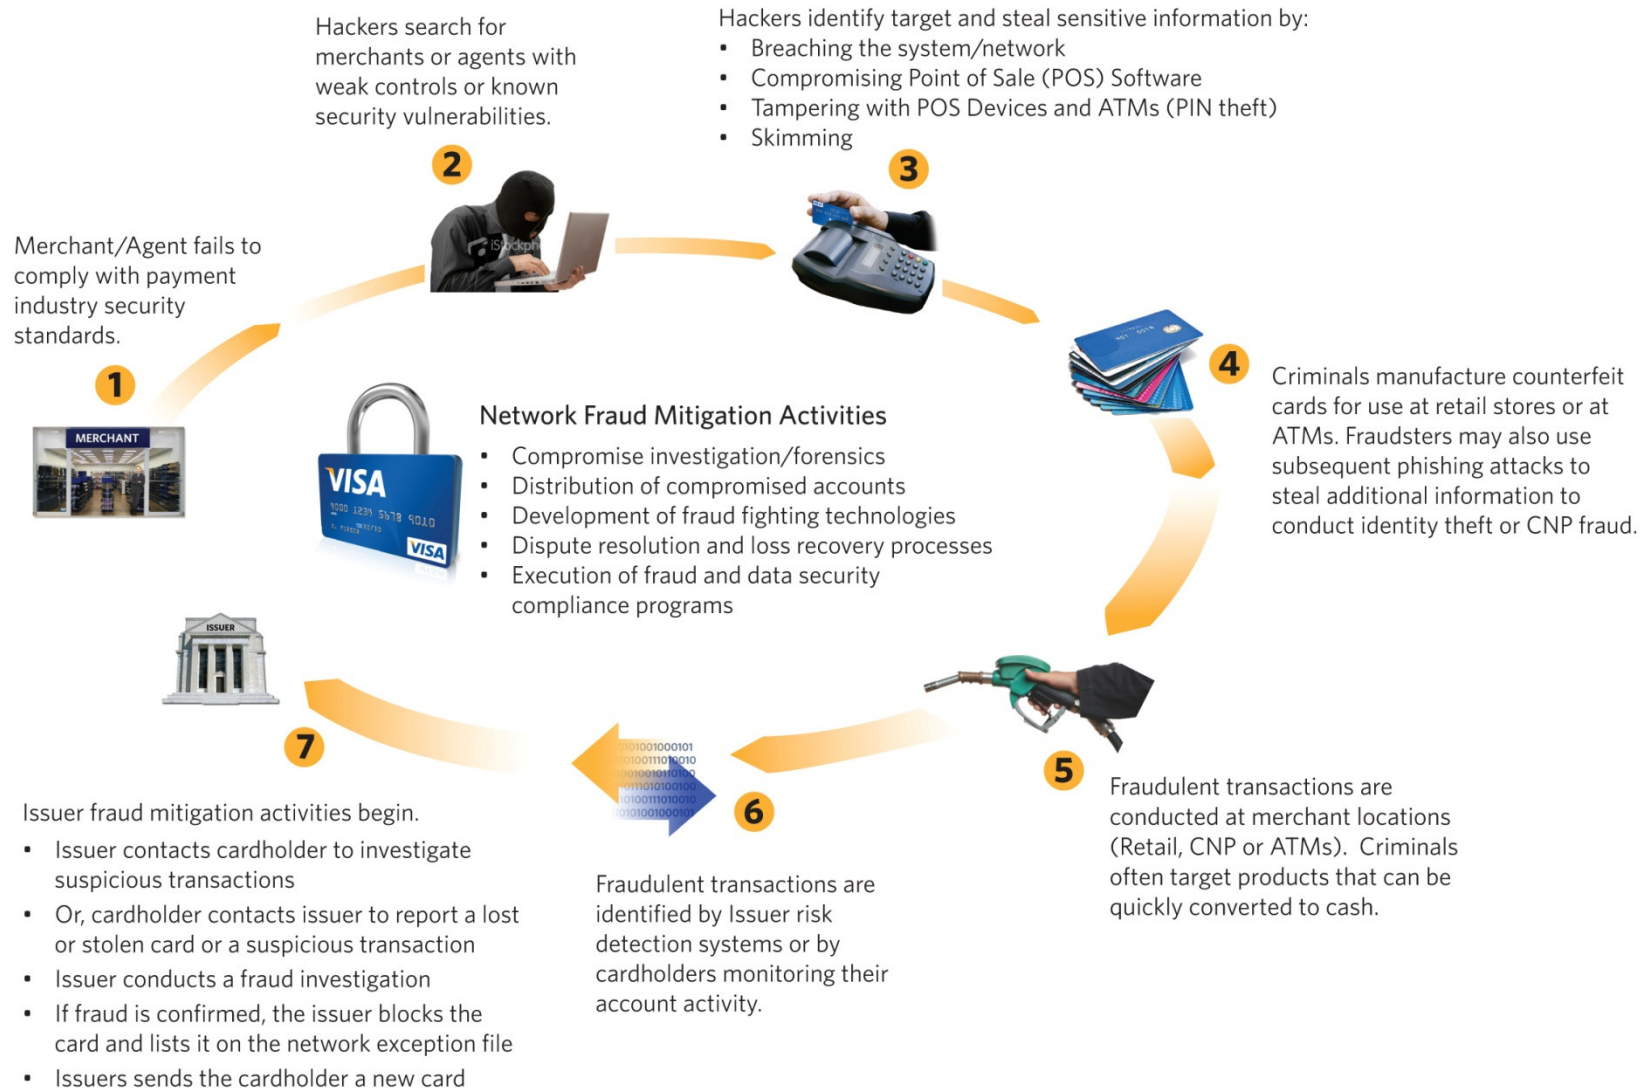 Hackers search for
merchants or agents with
weak controls or known
security vulnerabilities.
2
Hackers identify target and steal sensitive information by:
• Breaching the system/network
• Compromising Point of Sale (POS) Software
• Tampering with POS Devices and ATMs (PIN theft)
• Skimming
3
Merchant/Agent fails to
comply with payment
industry security
standards.
1
MERCHANT
4
Criminals manufacture counterfeit
cards for use at retail stores or at
ATMs. Fraudsters may also use
subsequent phishing attacks to
steal additional information to
conduct identity theft or CNP fraud.
VISA
VISA
Network Fraud Mitigation Activities
• Compromise investigation/forensics
• Distribution of compromised accounts
• Development of fraud fighting technologies
• Dispute resolution and loss recovery processes
• Execution of fraud and data security
compliance programs
5
Fraudulent transactions are
conducted at merchant locations
(Retail, CNP or ATMs).  Criminals
often target products that can be
quickly converted to cash.
6
Fraudulent transactions are
identified by Issuer risk
detection systems or by
cardholders monitoring their
account activity.
ISSUER
7
Issuer fraud mitigation activities begin.
• Issuer contacts cardholder to investigate
suspicious transactions
• Or, cardholder contacts issuer to report a lost
or stolen card or a suspicious transaction
• Issuer conducts a fraud investigation
• If fraud is confirmed, the issuer blocks the
card and lists it on the network exception file
• Issuers sends the cardholder a new card